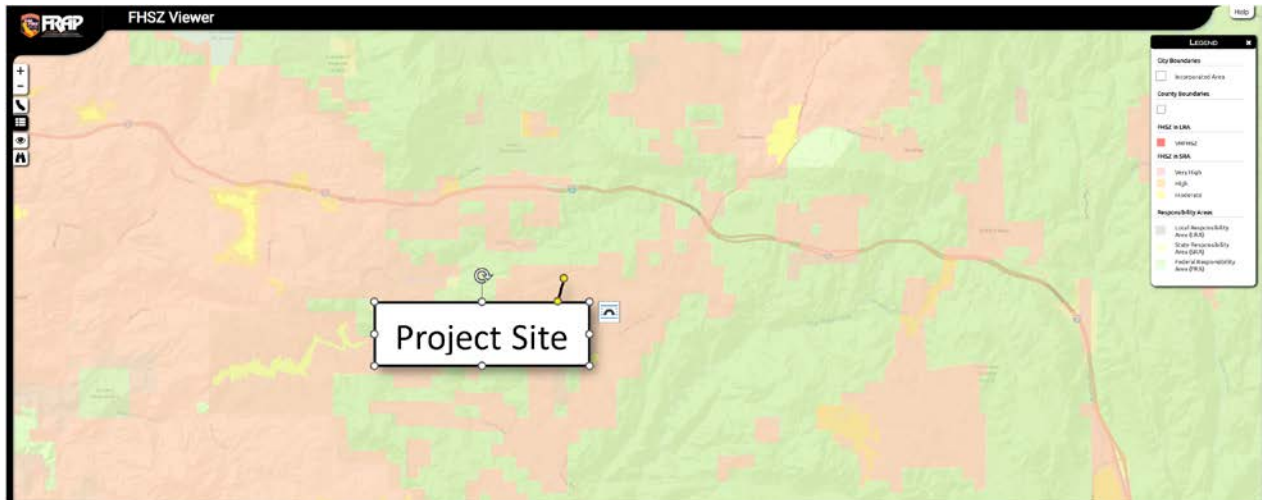 FRAP
FHSZ Viewer
Help
LEGEND
City Boundaries
Incorporated Area
County Boundaries
FHSZ in LRA
VHFHSZ
FHSZ in SRA
Very High
High
Moderate
Responsibility Areas
Local Responsibility
Area (LRA)
State Responsibility
Area (SRA)
Federal Responsibility
Area (FRA)
Project Site